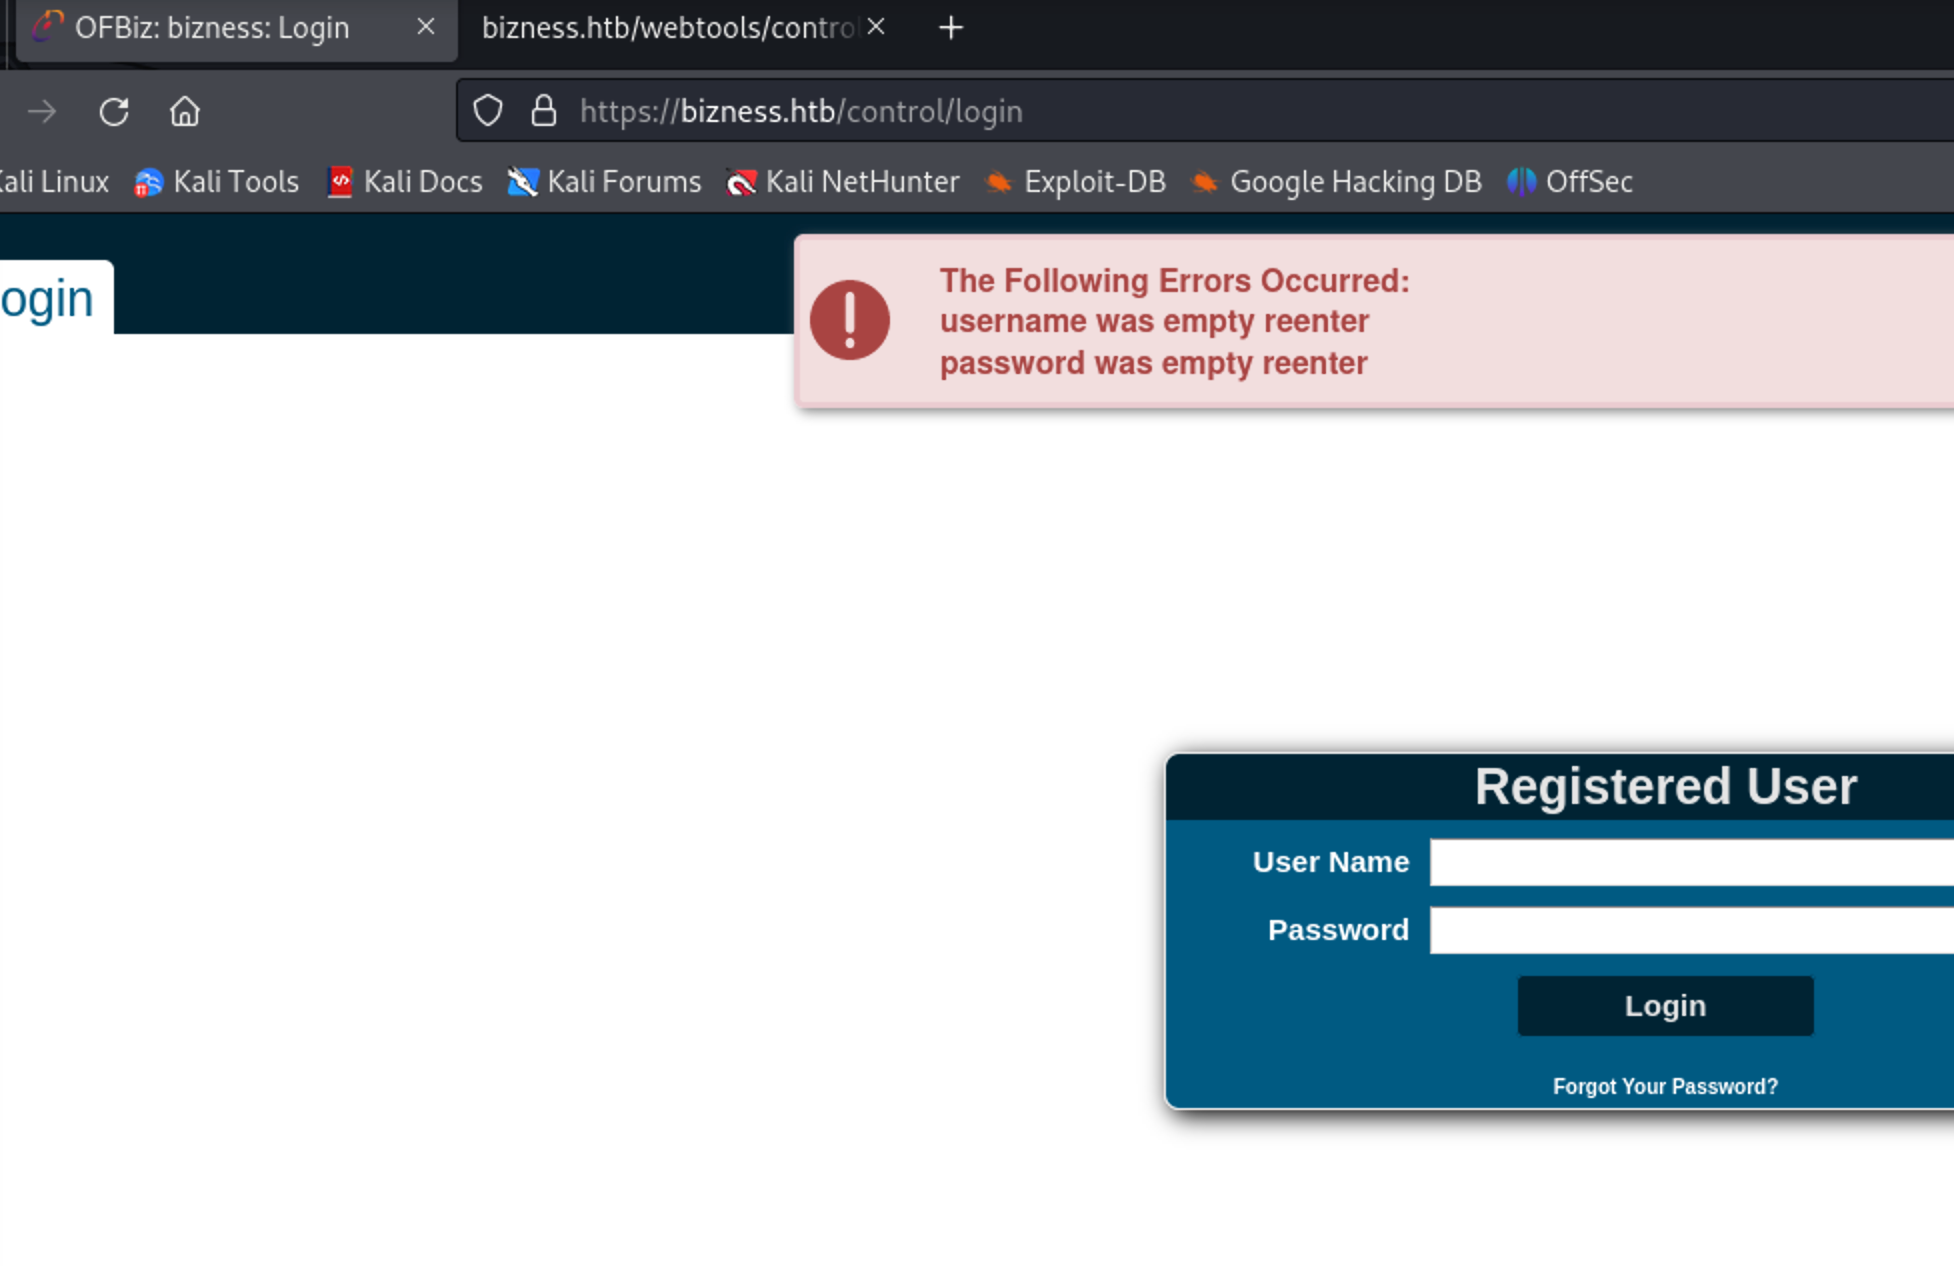 OFBiz: bizness: Login
bizness.htb/webtools/control
https://bizness.htb/control/login
Kali Linux Kali Tools Kali Docs Kali Forums Kali NetHunter Exploit-DB Google Hacking DB OffSec
ogin
The Following Errors Occurred:
username was empty reenter
password was empty reenter
Registered User
User Name
Password
Login
Forgot Your Password?